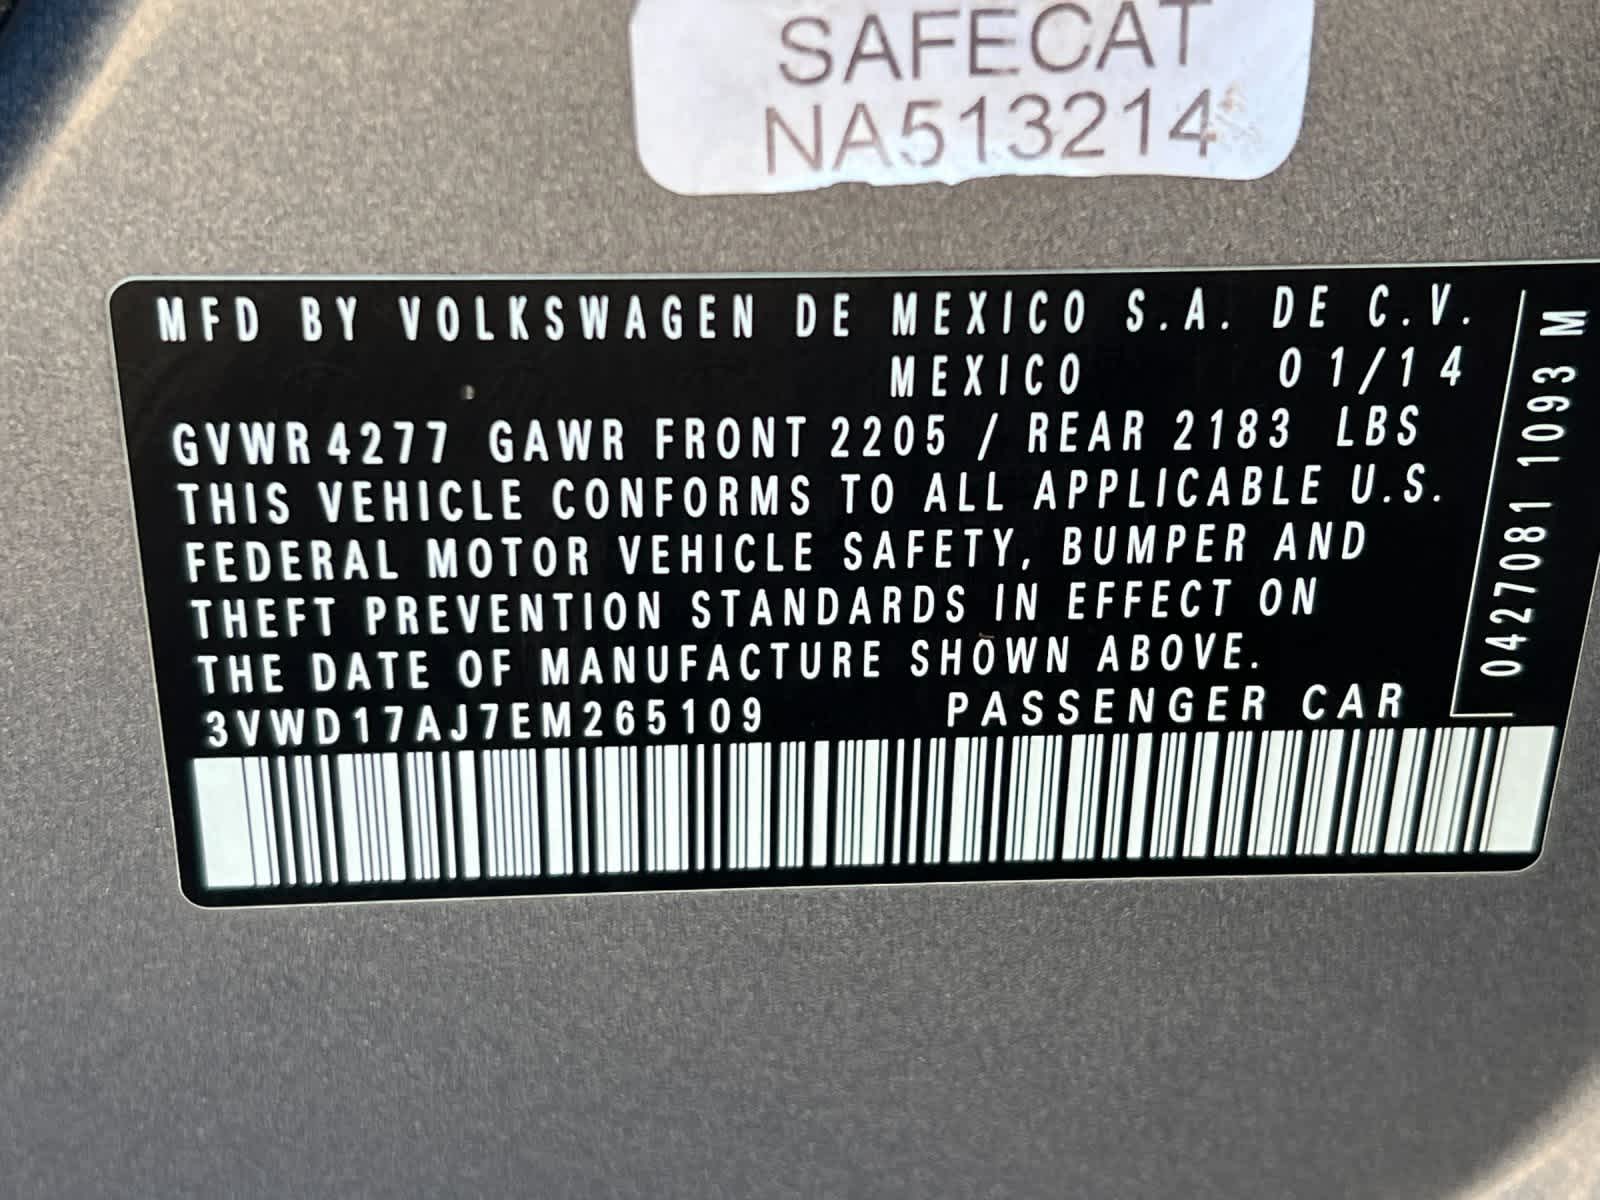 SAFECAT
NA513214
MFD BY VOLKSWAGEN DE MEXICO S.A. DE C.V.
MEXICO 01/14
GVWR 4277 GAWR FRONT 2205 / REAR 2183 LBS
THIS VEHICLE CONFORMS TO ALL APPLICABLE U.S.
FEDERAL MOTOR VEHICLE SAFETY, BUMPER AND
THEFT PREVENTION STANDARDS IN EFFECT ON
THE DATE OF MANUFACTURE SHOWN ABOVE.
3VWD17AJ7EM265109 PASSENGER CAR
0427081 1093 M